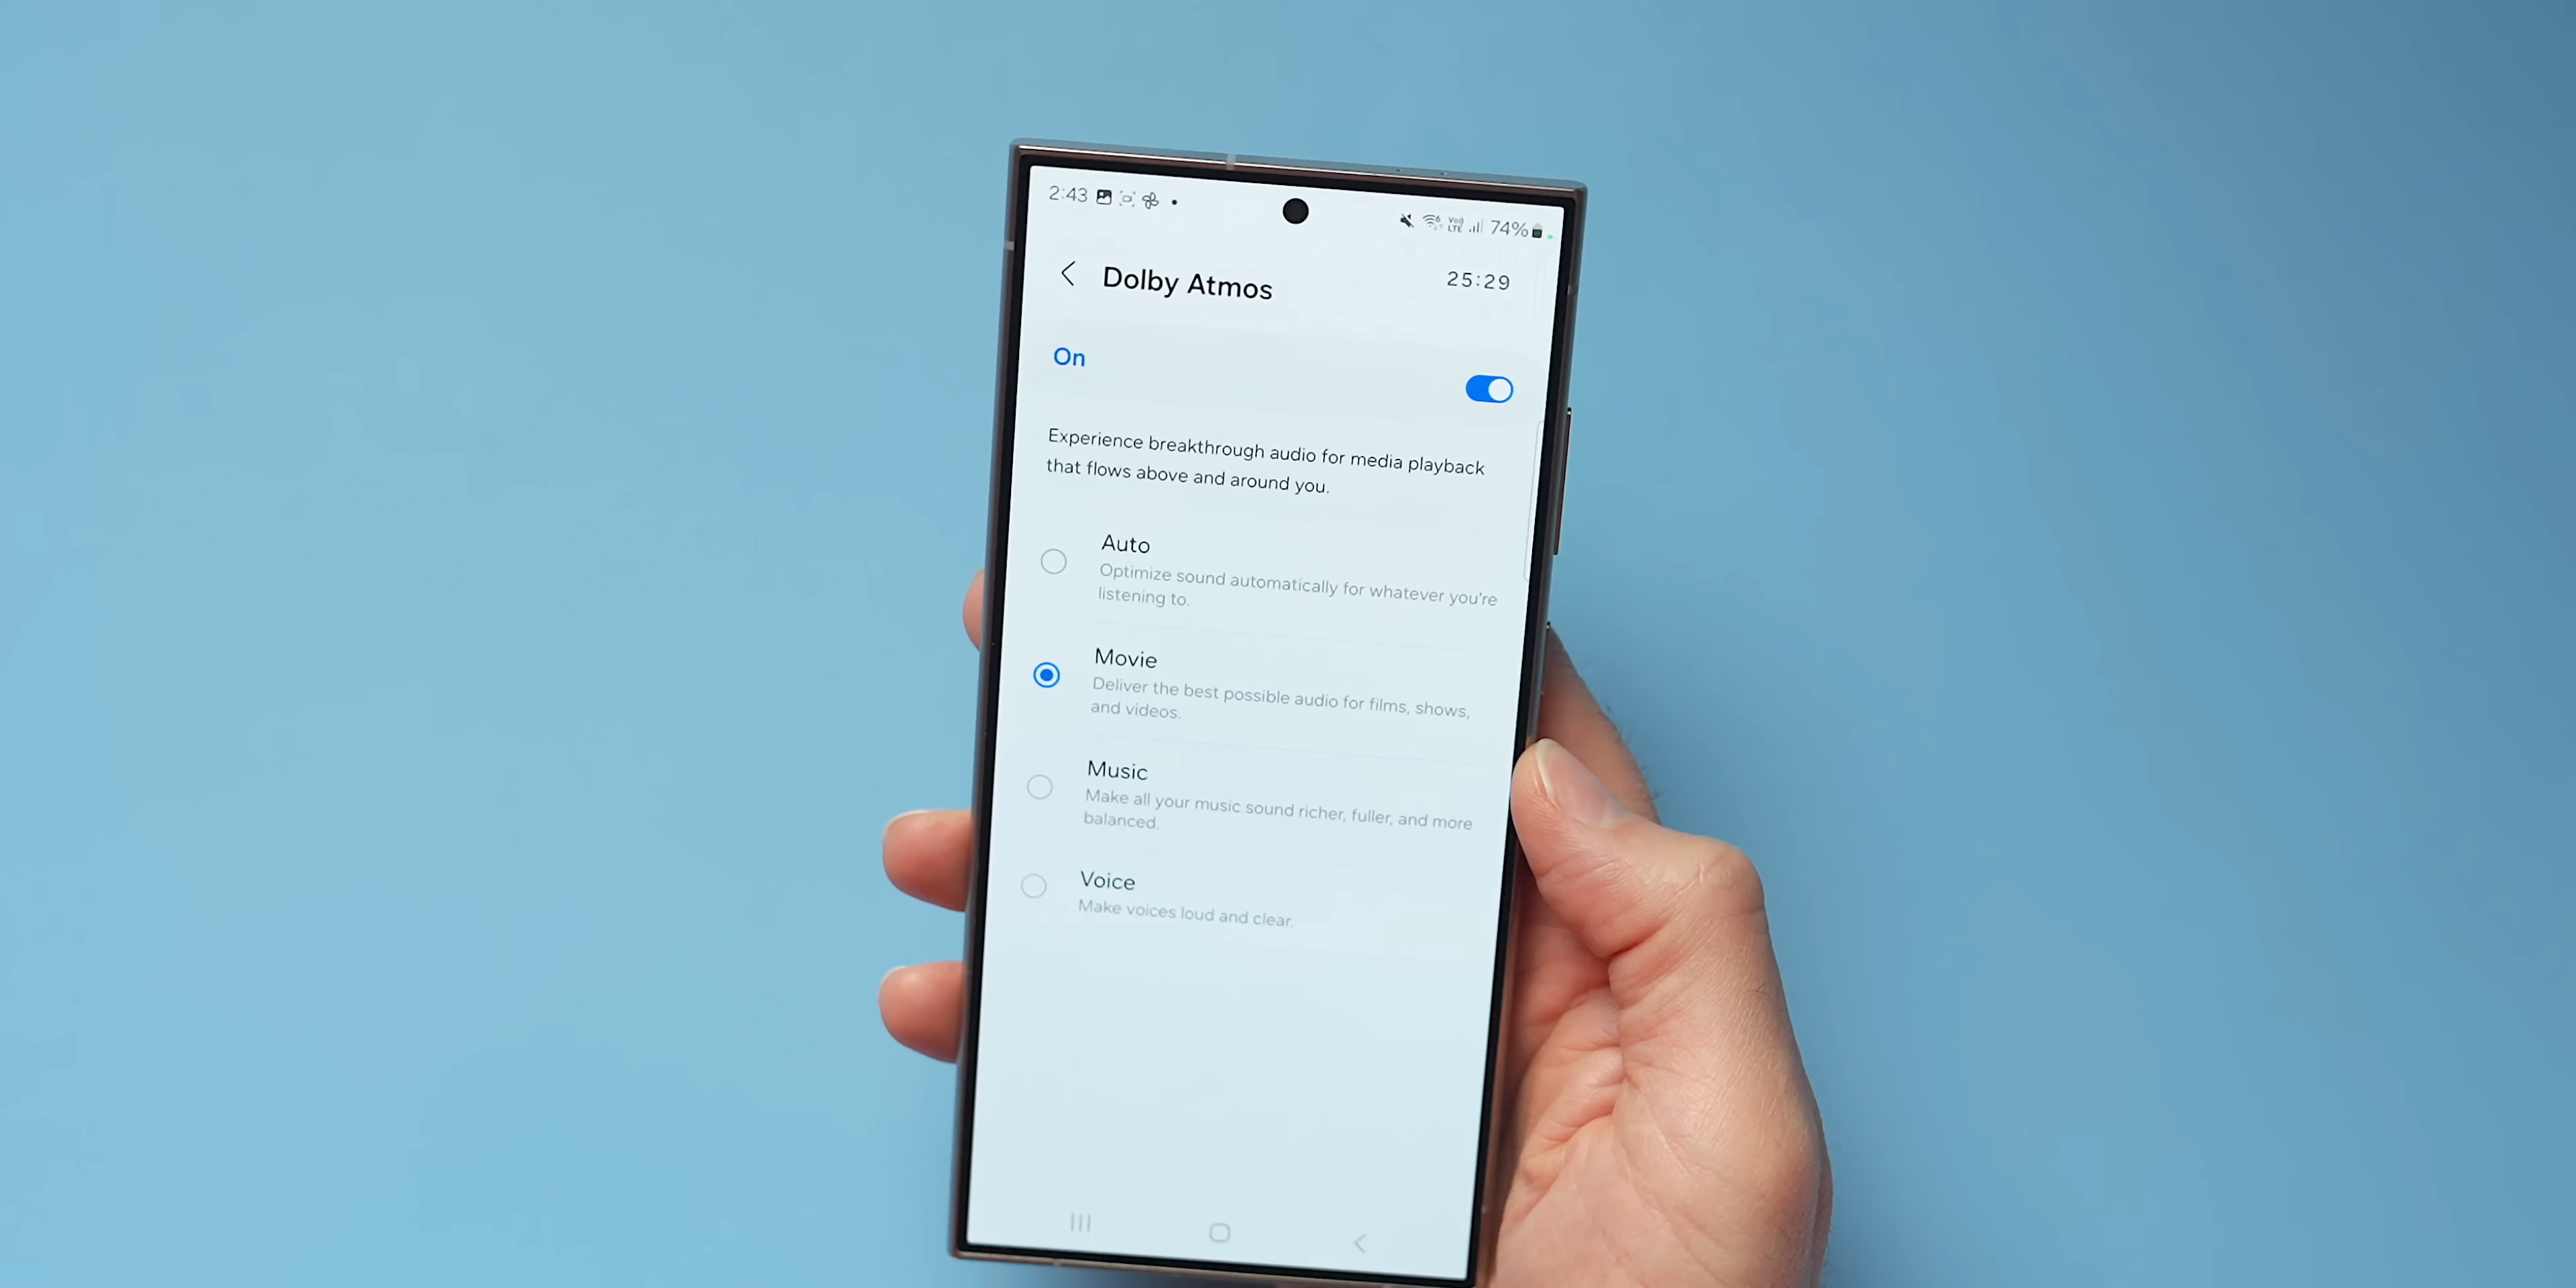 2:43
Vo)) LTE 74%
Dolby Atmos
25:29
On
Experience breakthrough audio for media playback
that flows above and around you.
Auto
Optimize sound automatically for whatever you're
listening to.
Movie
Deliver the best possible audio for films, shows,
and videos.
Music
Make all your music sound richer, fuller, and more
balanced.
Voice
Make voices loud and clear.